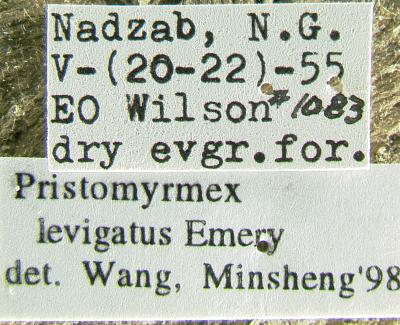 Nadzab, N.G.
V-(20-22)-55
EO Wilson #1083
dry evgr.for.
Pristomyrmex
levigatus Emery
det. Wang, Minsheng'98